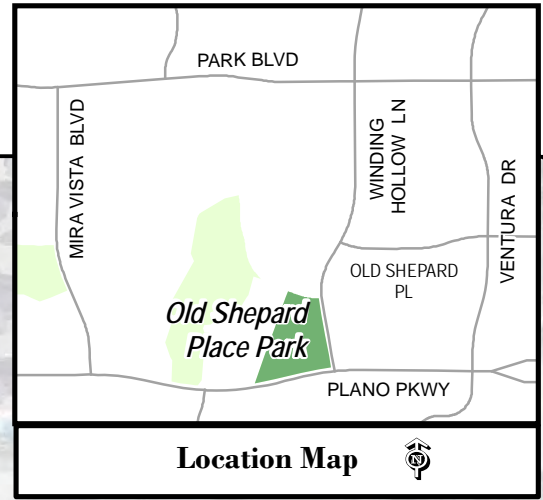 PARK BLVD
MIRA VISTA BLVD
WINDING
HOLLOW LN
VENTURA DR
OLD SHEPARD
PL
Old Shepard
Place Park
PLANO PKWY
Location Map
N